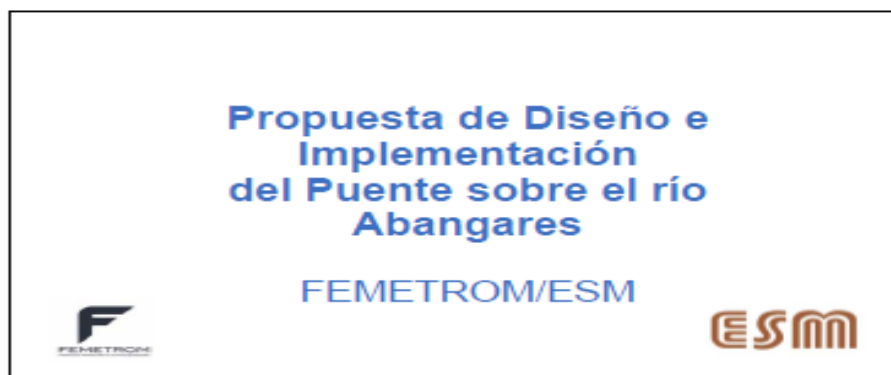 Propuesta de Diseño e
Implementación
del Puente sobre el río
Abangares
FEMETROM/ESM
F
FEMETROM
ESM